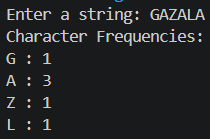 Enter a string: GAZALA
Character Frequencies:
G : 1
A : 3
Z : 1
L : 1